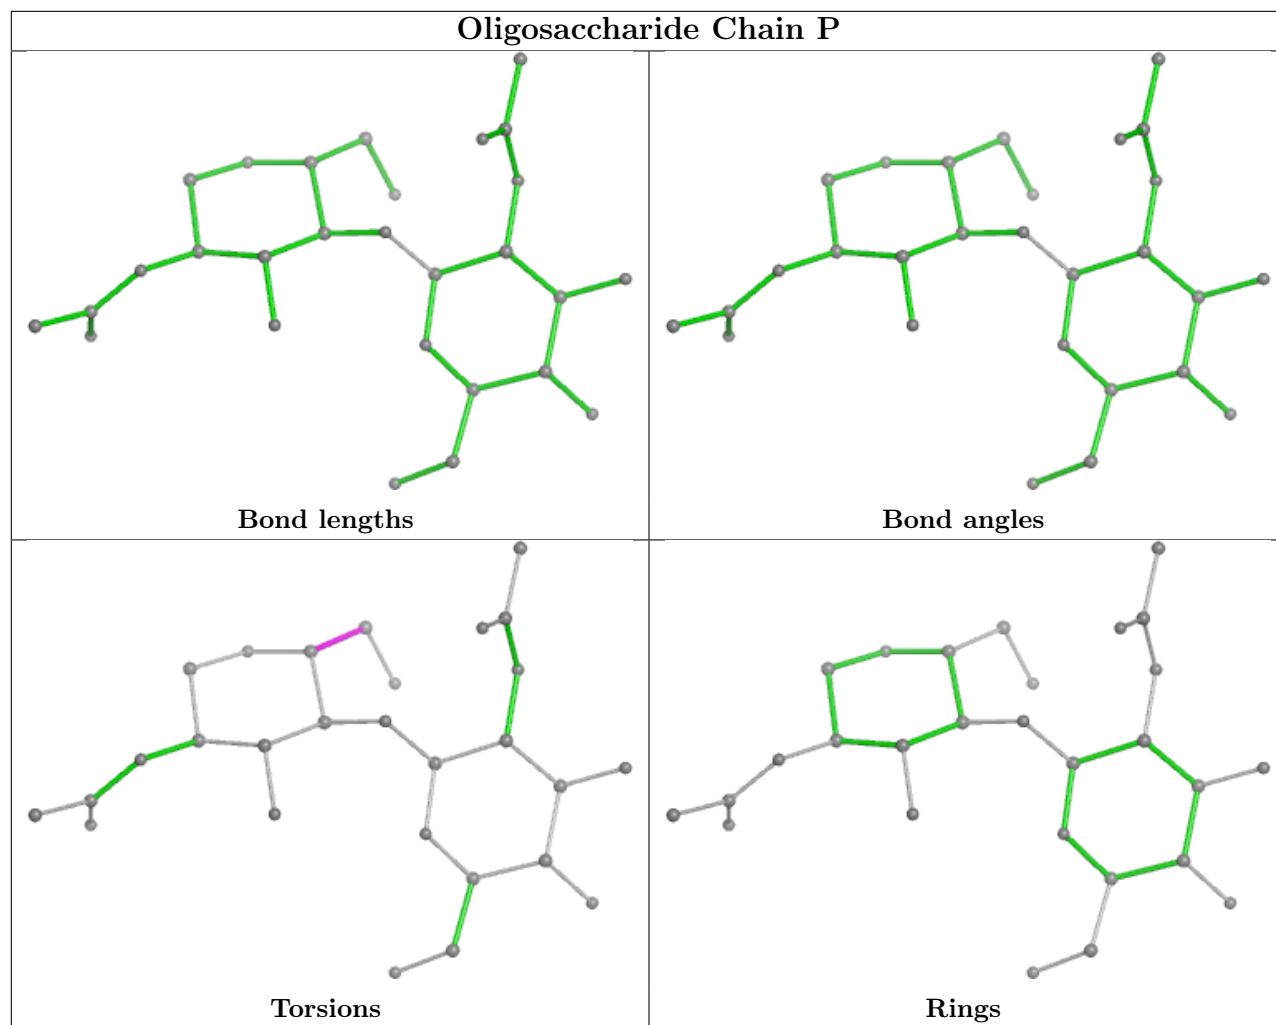 Oligosaccharide Chain P
Bond lengths
Bond angles
Torsions
Rings